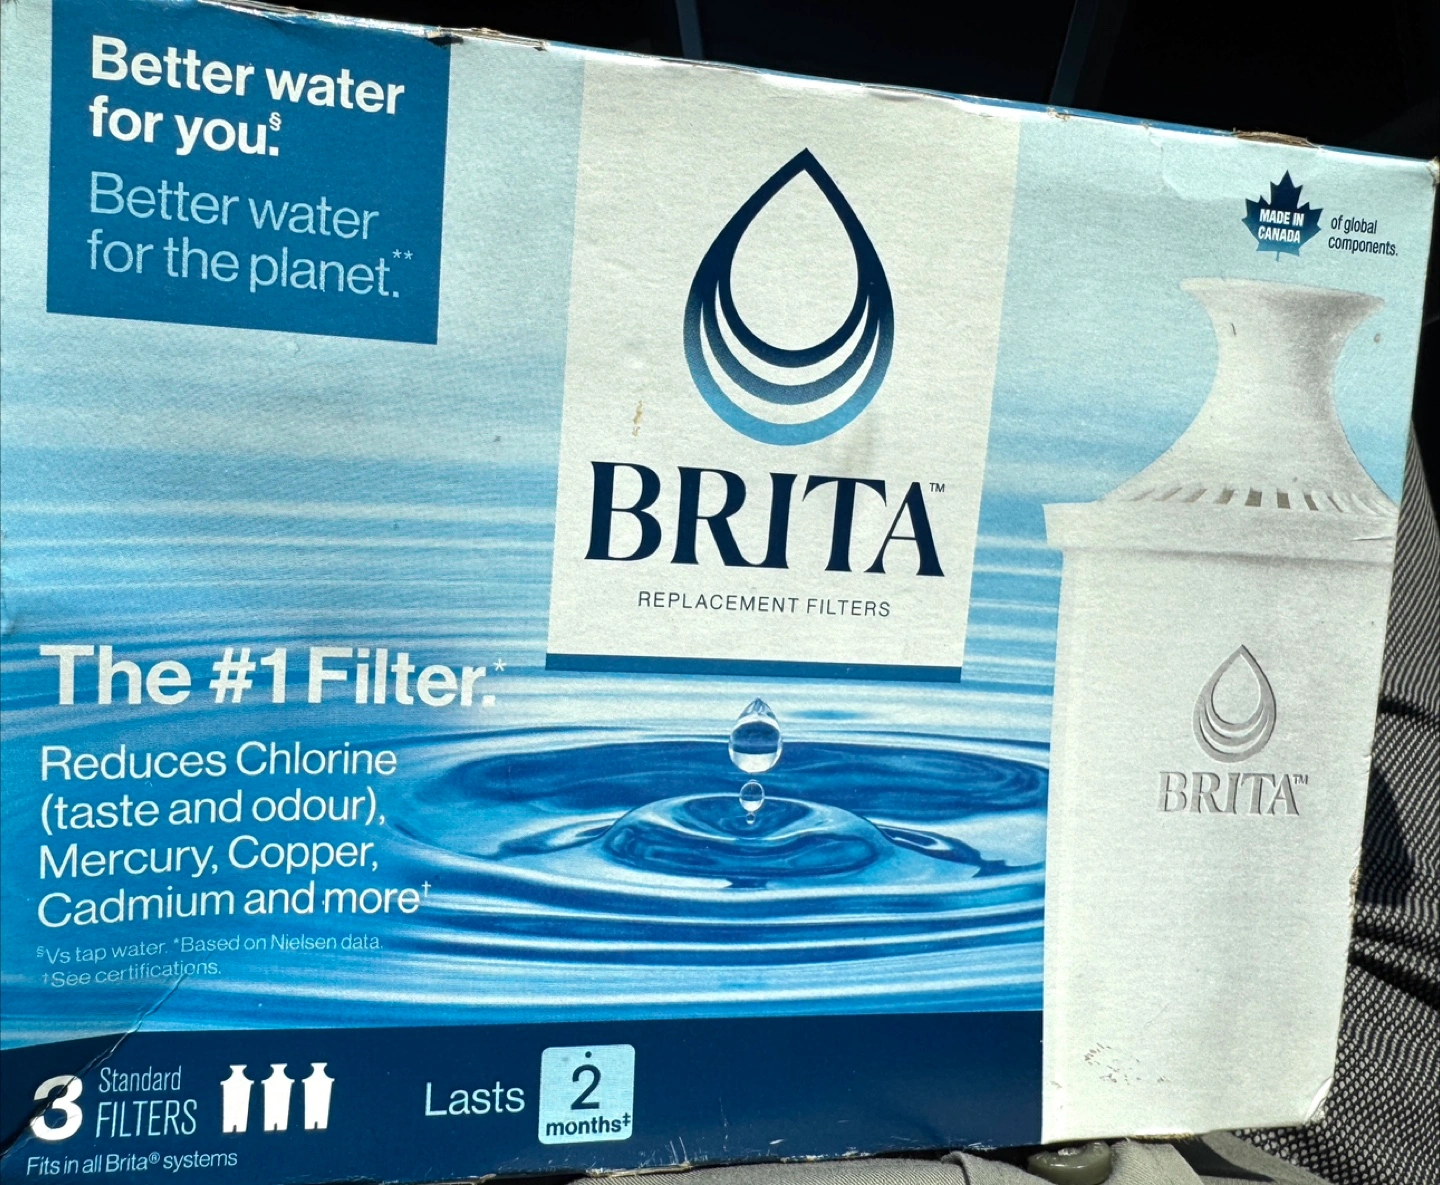 Better water
for you.§
Better water
for the planet.**
BRITA™
REPLACEMENT FILTERS
MADE IN
CANADA
of global
components.
The #1 Filter.*
Reduces Chlorine
(taste and odour),
Mercury, Copper,
Cadmium and more†
§Vs tap water. *Based on Nielsen data.
†See certifications.
BRITA™
3 Standard
FILTERS
Lasts 2
months‡
Fits in all Brita® systems